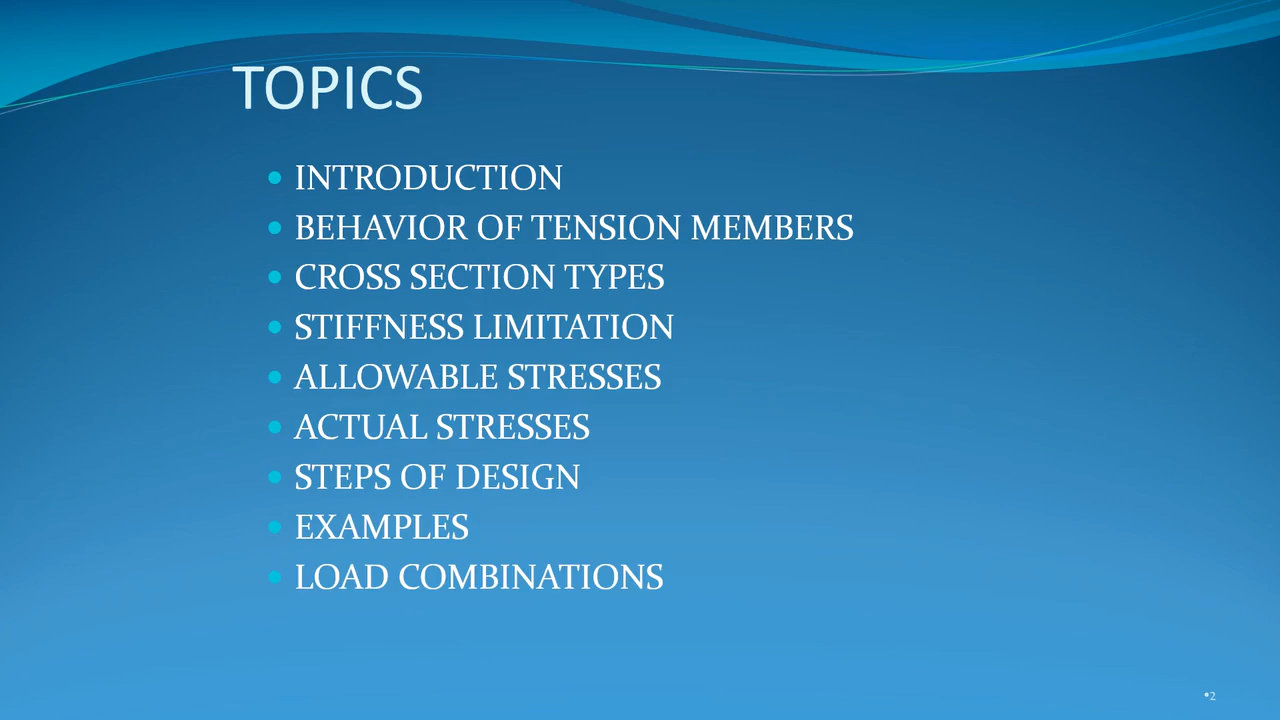 TOPICS
• INTRODUCTION
• BEHAVIOR OF TENSION MEMBERS
• CROSS SECTION TYPES
• STIFFNESS LIMITATION
• ALLOWABLE STRESSES
• ACTUAL STRESSES
• STEPS OF DESIGN
• EXAMPLES
• LOAD COMBINATIONS
•2